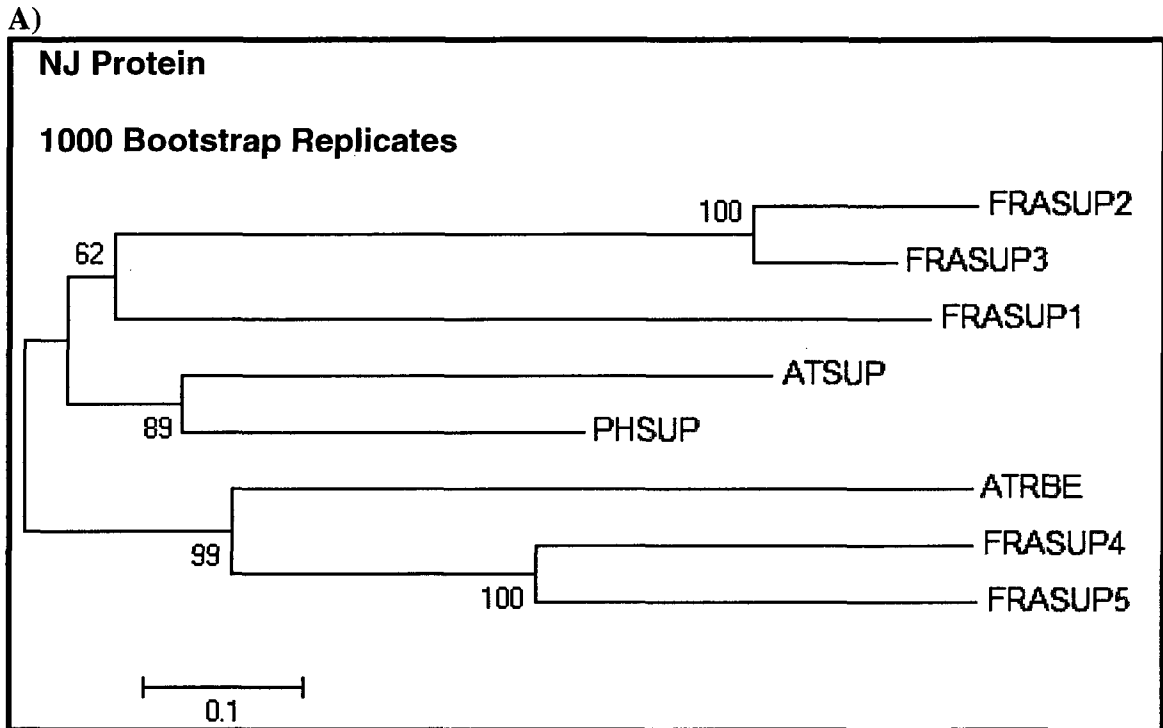 A)
NJ Protein
1000 Bootstrap Replicates
100
FRASUP2
62
FRASUP3
FRASUP1
ATSUP
89
PHSUP
ATRBE
99
FRASUP4
100
FRASUP5
0.1